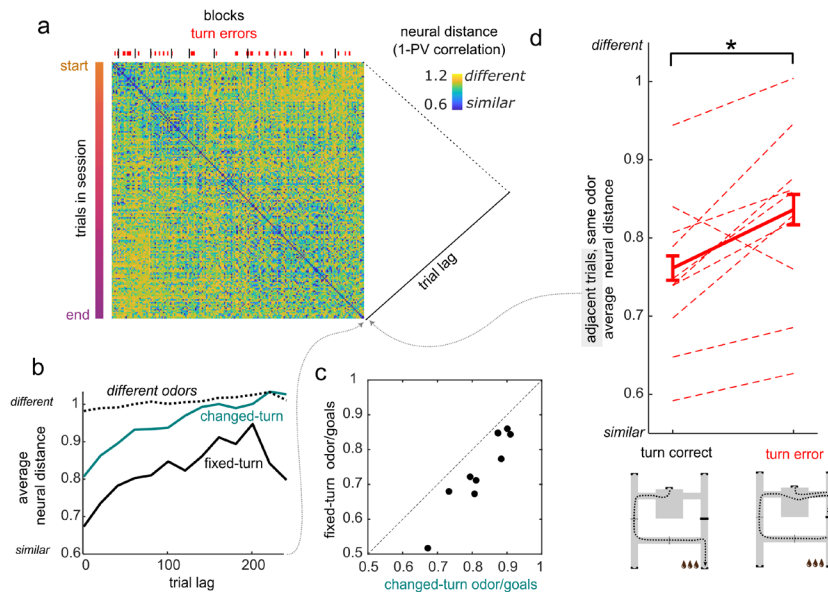 a
blocks
turn errors
start
trials in session
end
neural distance
(1-PV correlation)
1.2 different
0.6 similar
trial lag
b
different
1
0.9
0.8
0.7
similar
0.6
average
neural distance
different odors
changed-turn
fixed-turn
0 100 200
trial lag
c
fixed-turn odor/goals
1
0.9
0.8
0.7
0.6
0.5
0.5 0.6 0.7 0.8 0.9 1
changed-turn odor/goals
d
different
*
1
0.9
0.8
0.7
0.6
similar
adjacent trials, same odor
average neural distance
turn correct turn error